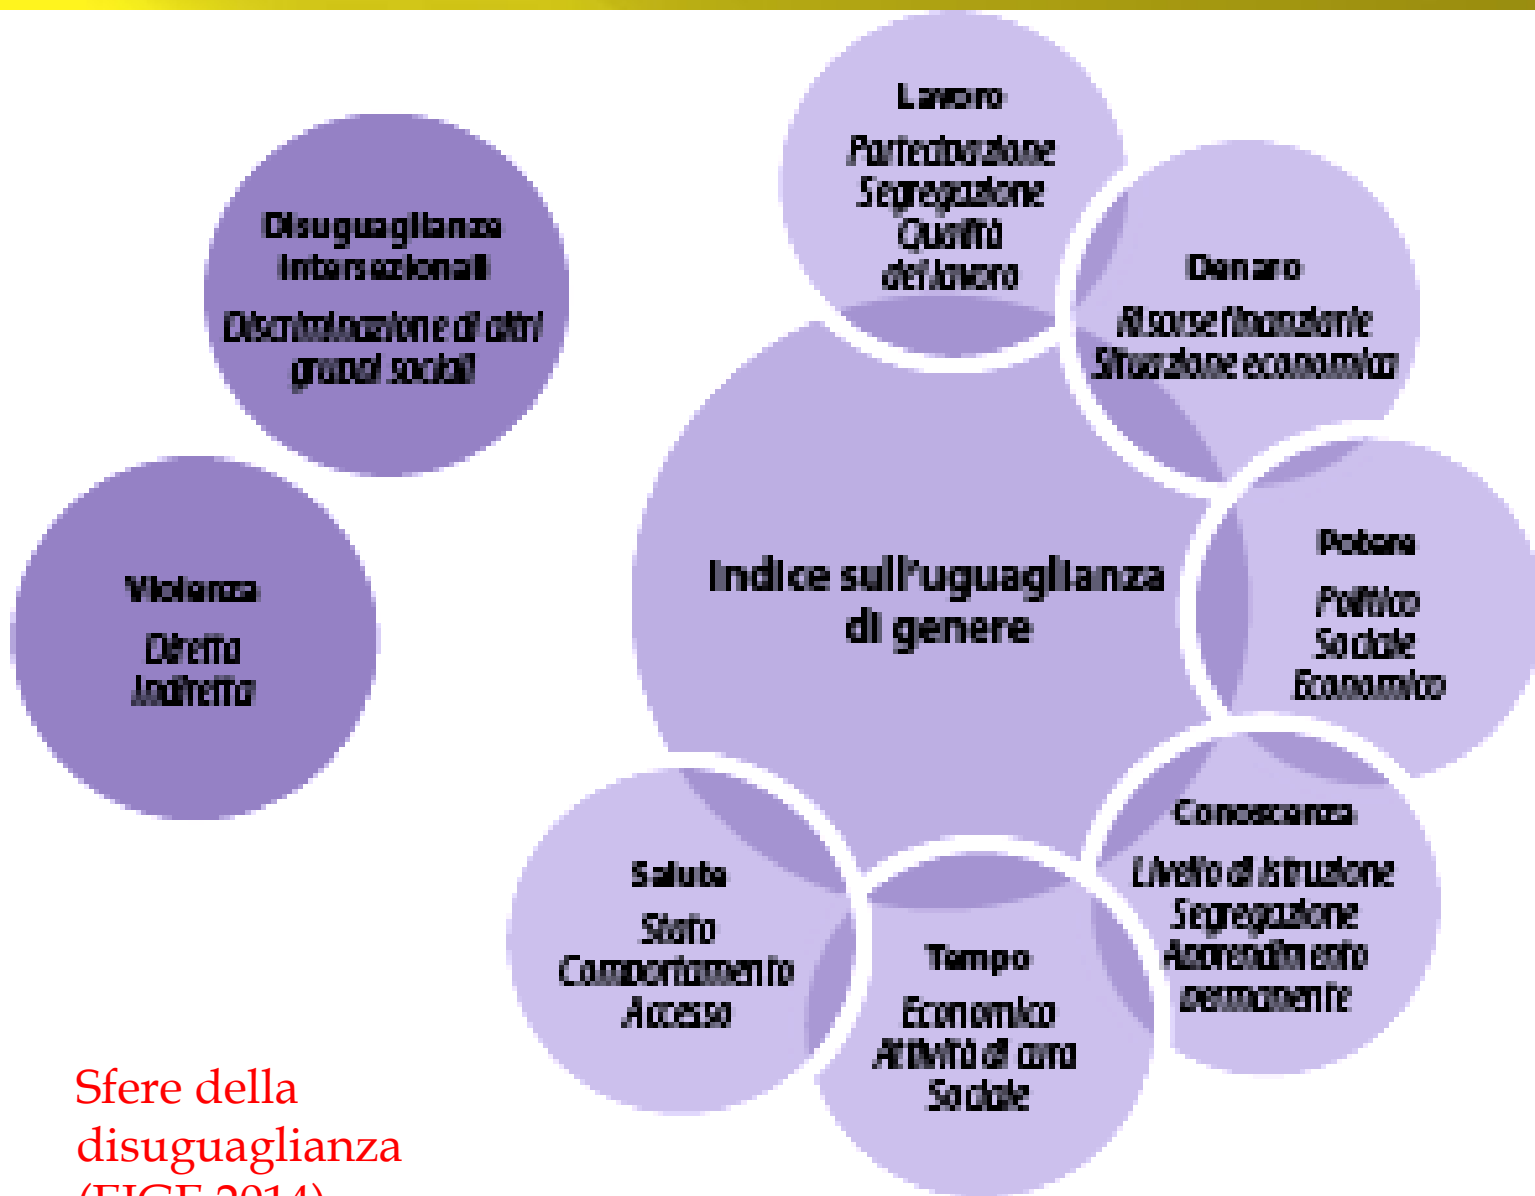 Lavoro
Partecipazione
Segregazione
Qualità
del lavoro
Denaro
Risorse finanziarie
Situazione economica
Disuguaglianze
intersezionali
Discriminazione di altri
gruppi sociali
Potere
Politico
Sociale
Economico
Indice sull'uguaglianza
di genere
Violenza
Diretta
Indiretta
Conoscenza
Livello di istruzione
Segregazione
Apprendimento
permanente
Salute
Stato
Comportamento
Accesso
Tempo
Economico
Attività di cura
Sociale
Sfere della
disuguaglianza
(EIGE 2014)